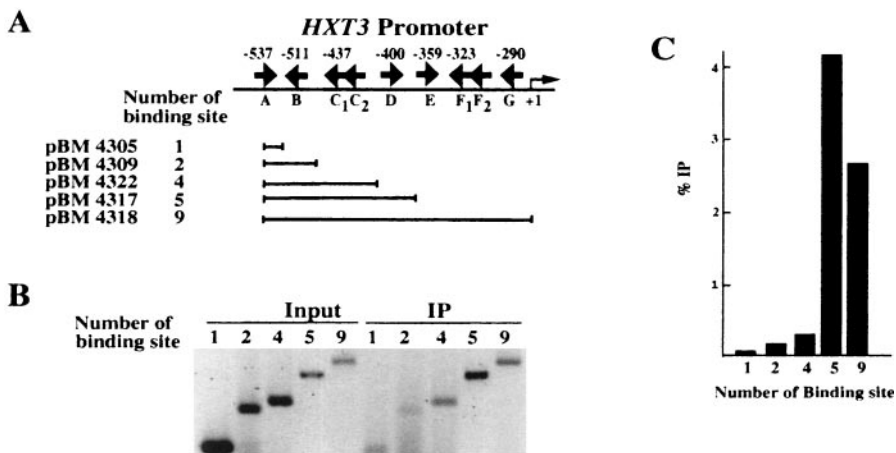 A
HXT3 Promoter
-537 -511 -437 -400 -359 -323 -290
A B C1C2 D E F1F2 G +1
Number of
binding site
pBM 4305 1
pBM 4309 2
pBM 4322 4
pBM 4317 5
pBM 4318 9
B
Input IP
Number of
binding site
1 2 4 5 9 1 2 4 5 9
C
% IP
4
3
2
1
1 2 4 5 9
Number of Binding site